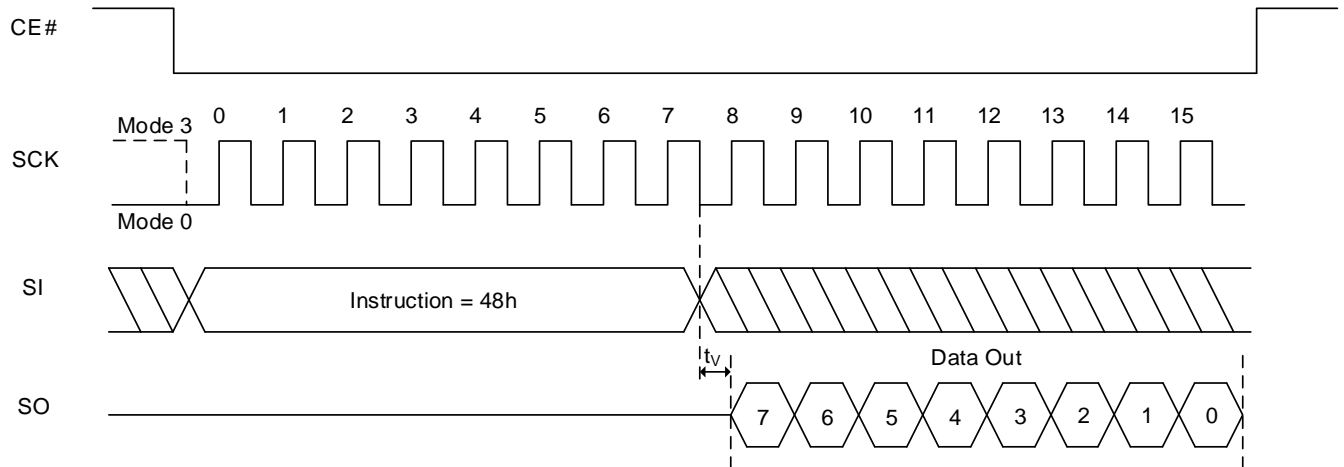 CE#
0 1 2 3 4 5 6 7 8 9 10 11 12 13 14 15
Mode 3
SCK
Mode 0
SI
Instruction = 48h
tV
Data Out
SO
7 6 5 4 3 2 1 0